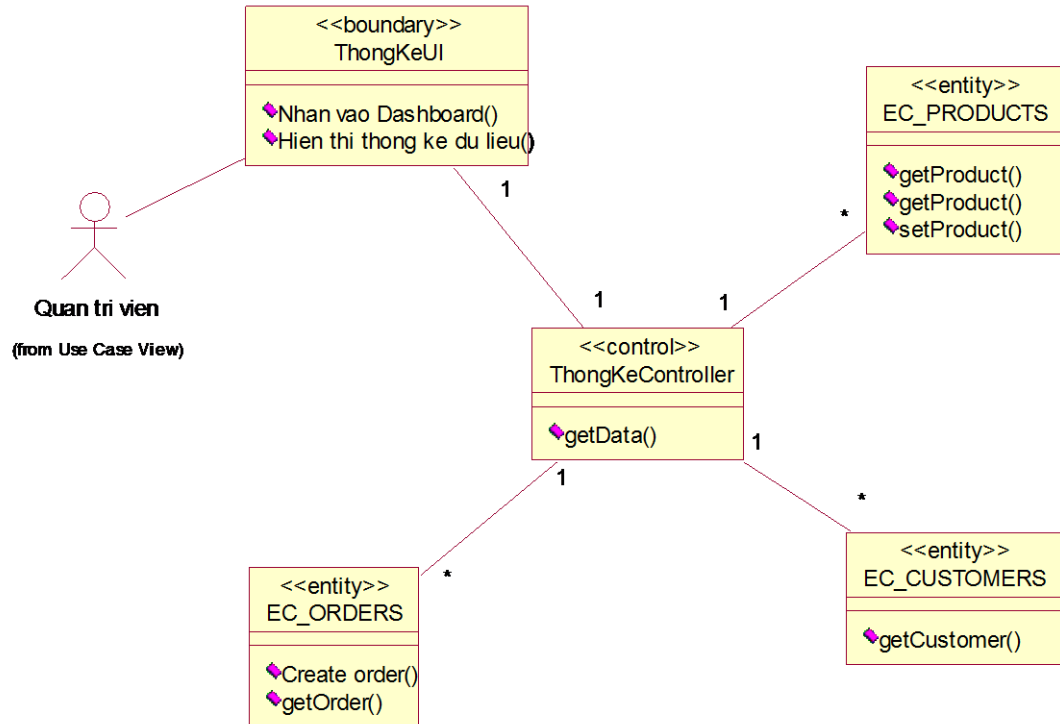 <<boundary>>
ThongKeUI
Nhan vao Dashboard()
Hien thi thong ke du lieu()
1
Quan tri vien
(from Use Case View)
<<entity>>
EC_PRODUCTS
getProduct()
getProduct()
setProduct()
*
1
1
<<control>>
ThongKeController
getData()
1
1
*
*
<<entity>>
EC_ORDERS
Create order()
getOrder()
<<entity>>
EC_CUSTOMERS
getCustomer()